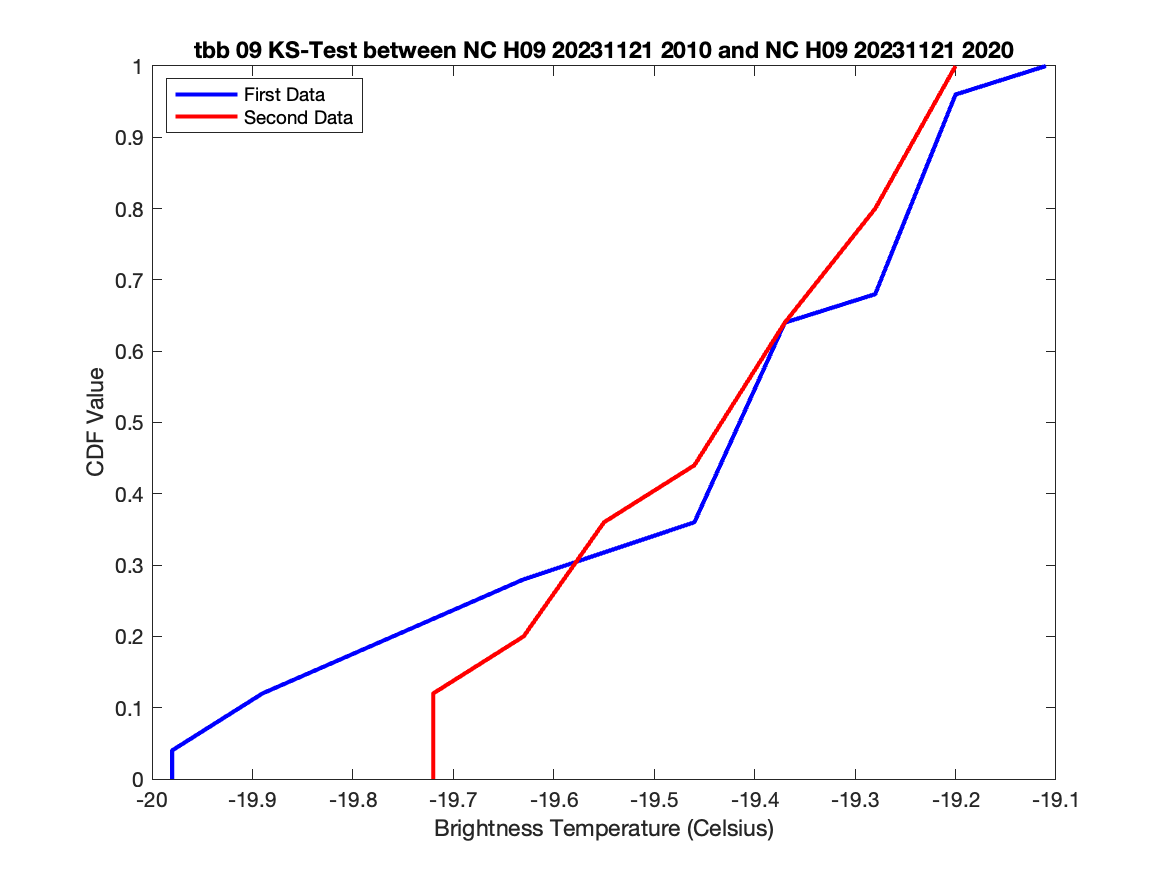 tbb 09 KS-Test between NC H09 20231121 2010 and NC H09 20231121 2020
First Data
Second Data
1
0.9
0.8
0.7
0.6
0.5
0.4
0.3
0.2
0.1
0
CDF Value
-20 -19.9 -19.8 -19.7 -19.6 -19.5 -19.4 -19.3 -19.2 -19.1
Brightness Temperature (Celsius)